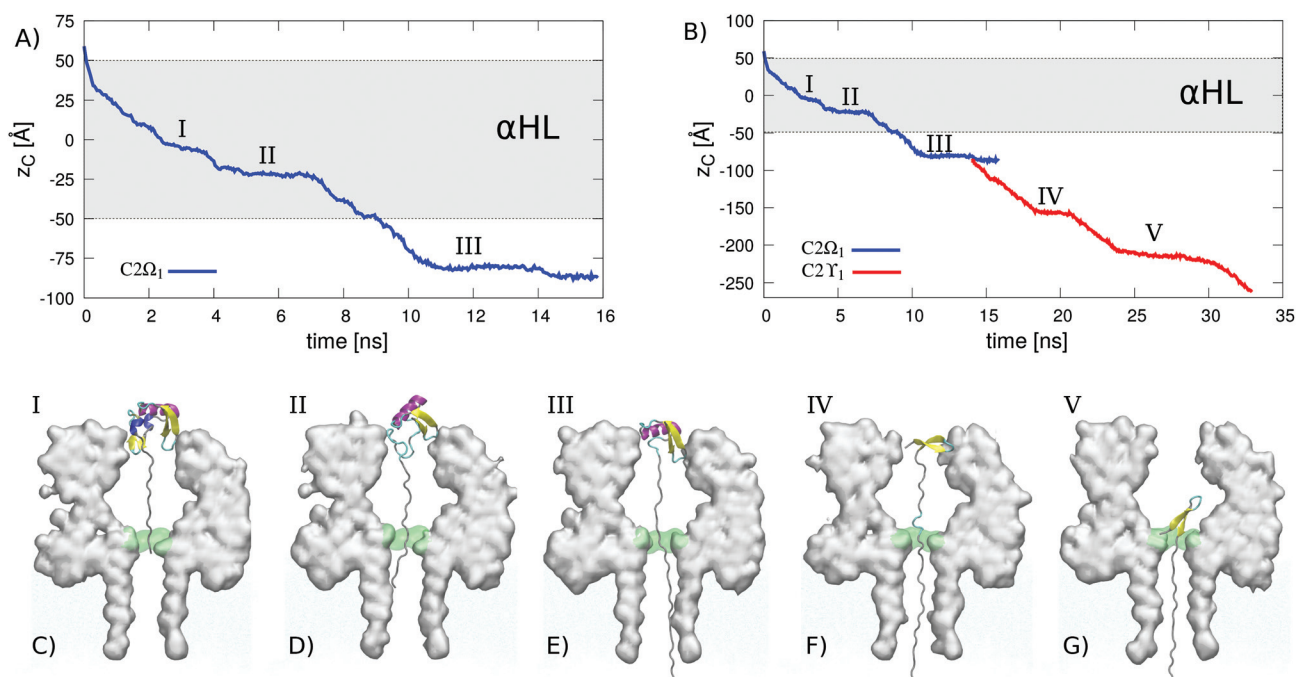 A)
75
50
25
0
-25
-50
-75
-100
z_C [Å]
0 2 4 6 8 10 12 14 16
time [ns]
I
II
III
αHL
C2Ω₁
B)
100
50
0
-50
-100
-150
-200
-250
z_C [Å]
0 5 10 15 20 25 30 35
time [ns]
I
II
III
IV
V
αHL
C2Ω₁
C2ϒ₁
I
II
III
IV
V
C)
D)
E)
F)
G)